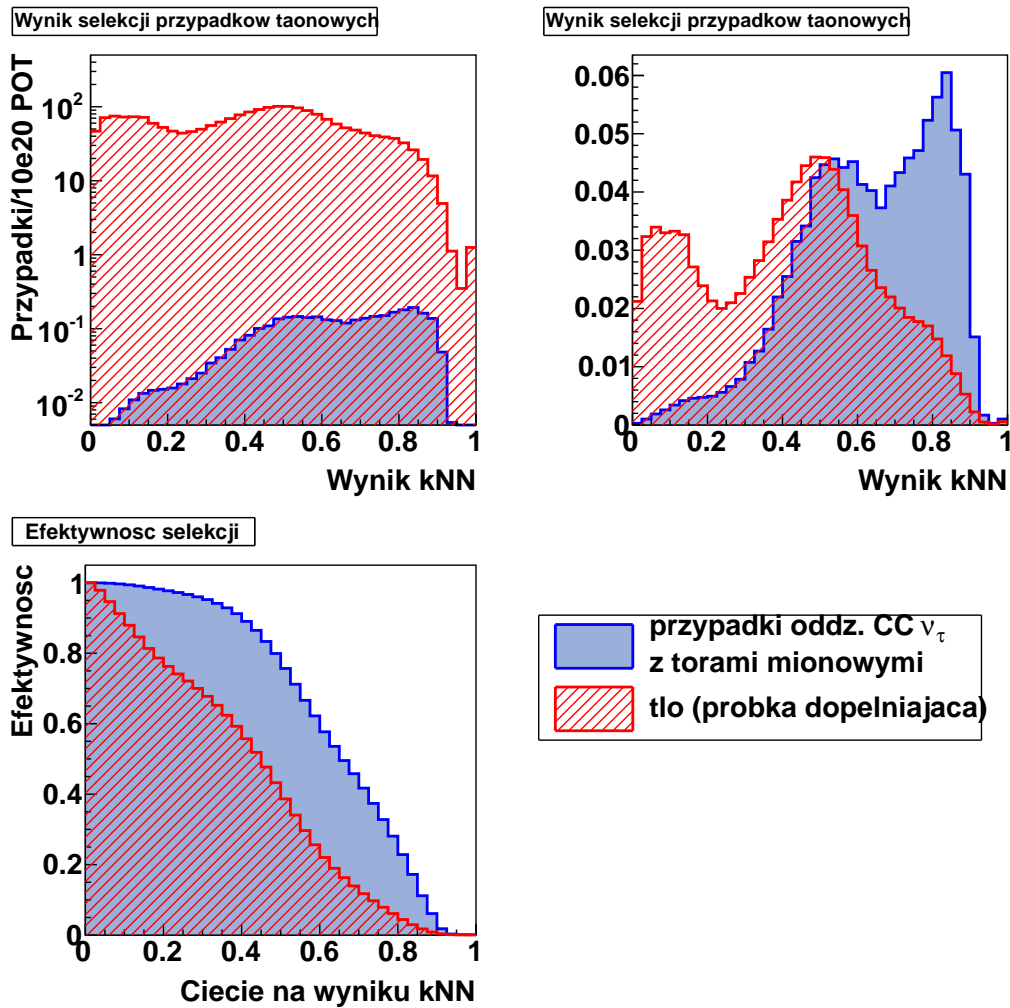 Wynik selekcji przypadkow taonowych
Przypadki/10e20 POT
10²
10
1
10⁻¹
10⁻²
0 0.2 0.4 0.6 0.8 1
Wynik kNN
Wynik selekcji przypadkow taonowych
0.06
0.05
0.04
0.03
0.02
0.01
0
0 0.2 0.4 0.6 0.8 1
Wynik kNN
Efektywnosc selekcji
Efektywnosc
1
0.8
0.6
0.4
0.2
0
0 0.2 0.4 0.6 0.8 1
Ciecie na wyniku kNN
przypadki oddz. CC ντ
z torami mionowymi
tlo (probka dopelniajaca)